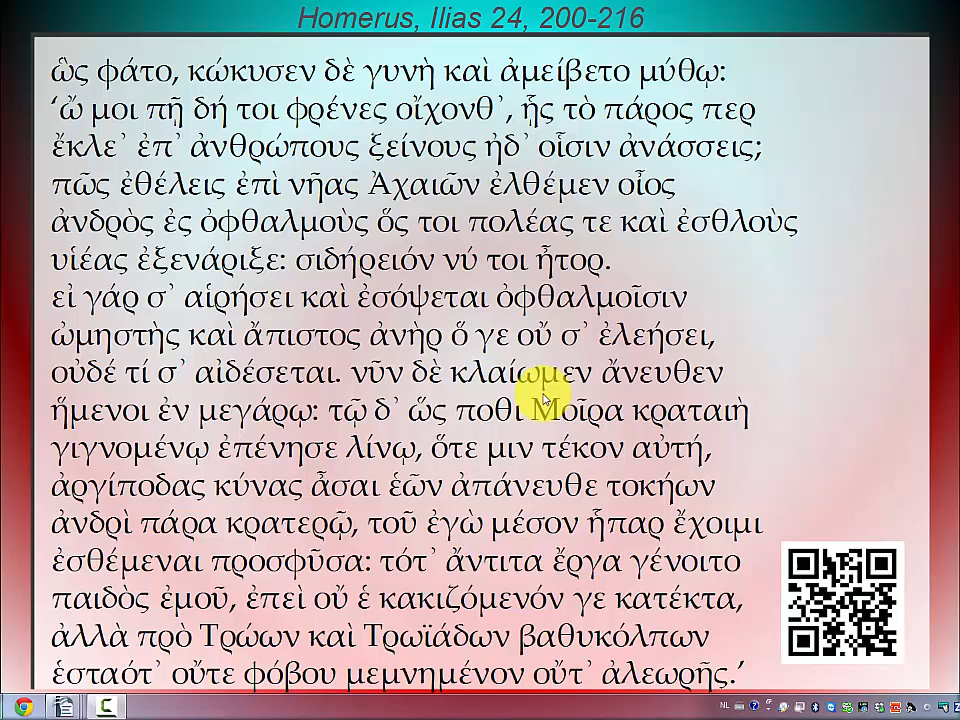 Homerus, Ilias 24, 200-216
ὣς φάτο, κώκυσεν δὲ γυνὴ καὶ ἀμείβετο μύθῳ:
‘ὤ μοι πῇ δή τοι φρένες οἴχονθ᾽, ᾗς τὸ πάρος περ
ἔκλε᾽ ἐπ᾽ ἀνθρώπους ξείνους ἠδ᾽ οἷσιν ἀνάσσεις;
πῶς ἐθέλεις ἐπὶ νῆας Ἀχαιῶν ἐλθέμεν οἶος
ἀνδρὸς ἐς ὀφθαλμοὺς ὅς τοι πολέας τε καὶ ἐσθλοὺς
υἱέας ἐξενάριξε: σιδήρειόν νύ τοι ἦτορ.
εἰ γάρ σ᾽ αἱρήσει καὶ ἐσόψεται ὀφθαλμοῖσιν
ὠμηστὴς καὶ ἄπιστος ἀνὴρ ὅ γε οὔ σ᾽ ἐλεήσει,
οὐδέ τί σ᾽ αἰδέσεται. νῦν δὲ κλαίωμεν ἄνευθεν
ἥμενοι ἐν μεγάρῳ: τῷ δ᾽ ὥς ποθι Μοῖρα κραταιὴ
γιγνομένῳ ἐπένησε λίνῳ, ὅτε μιν τέκον αὐτή,
ἀργίποδας κύνας ἆσαι ἑῶν ἀπάνευθε τοκήων
ἀνδρὶ πάρα κρατερῷ, τοῦ ἐγὼ μέσον ἧπαρ ἔχοιμι
ἐσθέμεναι προσφῦσα: τότ᾽ ἄντιτα ἔργα γένοιτο
παιδὸς ἐμοῦ, ἐπεὶ οὔ ἑ κακιζόμενόν γε κατέκτα,
ἀλλὰ πρὸ Τρώων καὶ Τρωϊάδων βαθυκόλπων
ἑσταότ᾽ οὔτε φόβου μεμνημένον οὔτ᾽ ἀλεωρῆς.’
NL